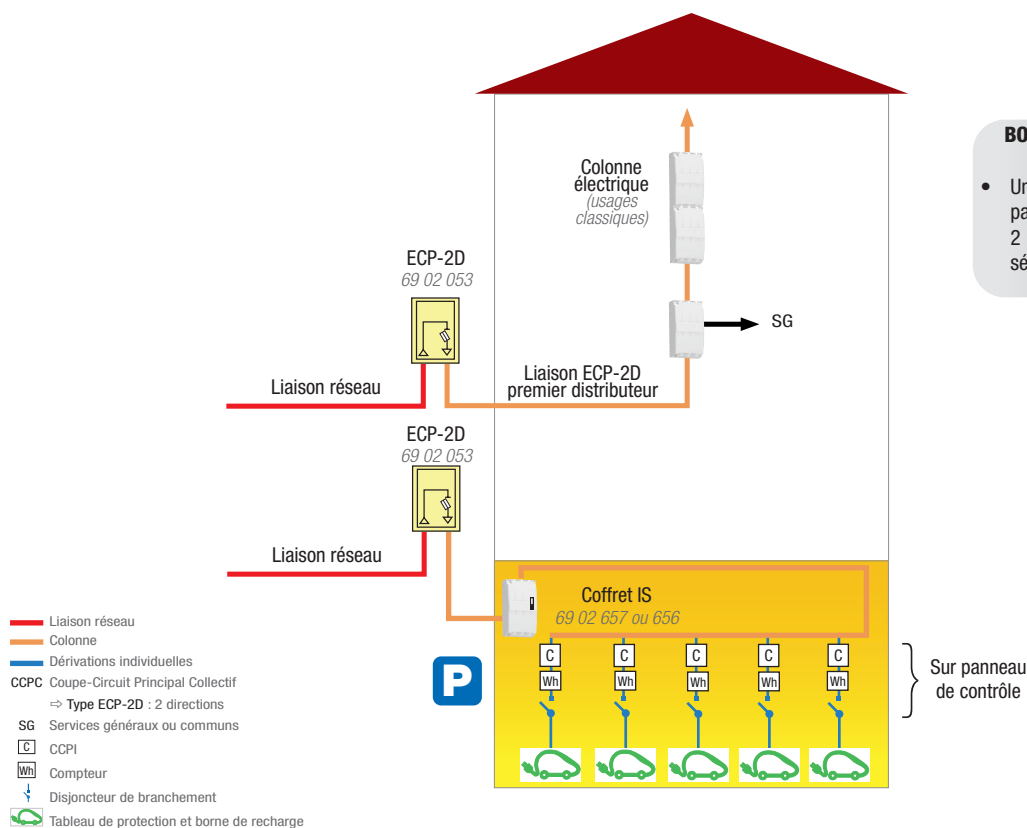 Colonne
électrique
(usages
classiques)
BO
• Un
pa
2
sé
ECP-2D
69 02 053
SG
Liaison réseau
Liaison ECP-2D
premier distributeur
ECP-2D
69 02 053
Liaison réseau
Coffret IS
69 02 657 ou 656
P
C C C C C
Wh Wh Wh Wh Wh
Sur panneau
de contrôle
Liaison réseau
Colonne
Dérivations individuelles
CCPC Coupe-Circuit Principal Collectif
⇨ Type ECP-2D : 2 directions
SG Services généraux ou communs
C CCPI
Wh Compteur
Disjoncteur de branchement
Tableau de protection et borne de recharge